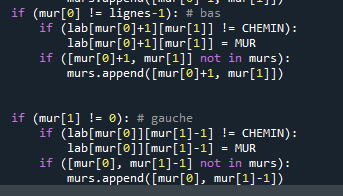 murs.append([mur[0]-1, mur[1]])
if (mur[0] != lignes-1): # bas
if (lab[mur[0]+1][mur[1]] != CHEMIN):
lab[mur[0]+1][mur[1]] = MUR
if ([mur[0]+1, mur[1]] not in murs):
murs.append([mur[0]+1, mur[1]])
if (mur[1] != 0): # gauche
if (lab[mur[0]][mur[1]-1] != CHEMIN):
lab[mur[0]][mur[1]-1] = MUR
if ([mur[0], mur[1]-1] not in murs):
murs.append([mur[0], mur[1]-1])